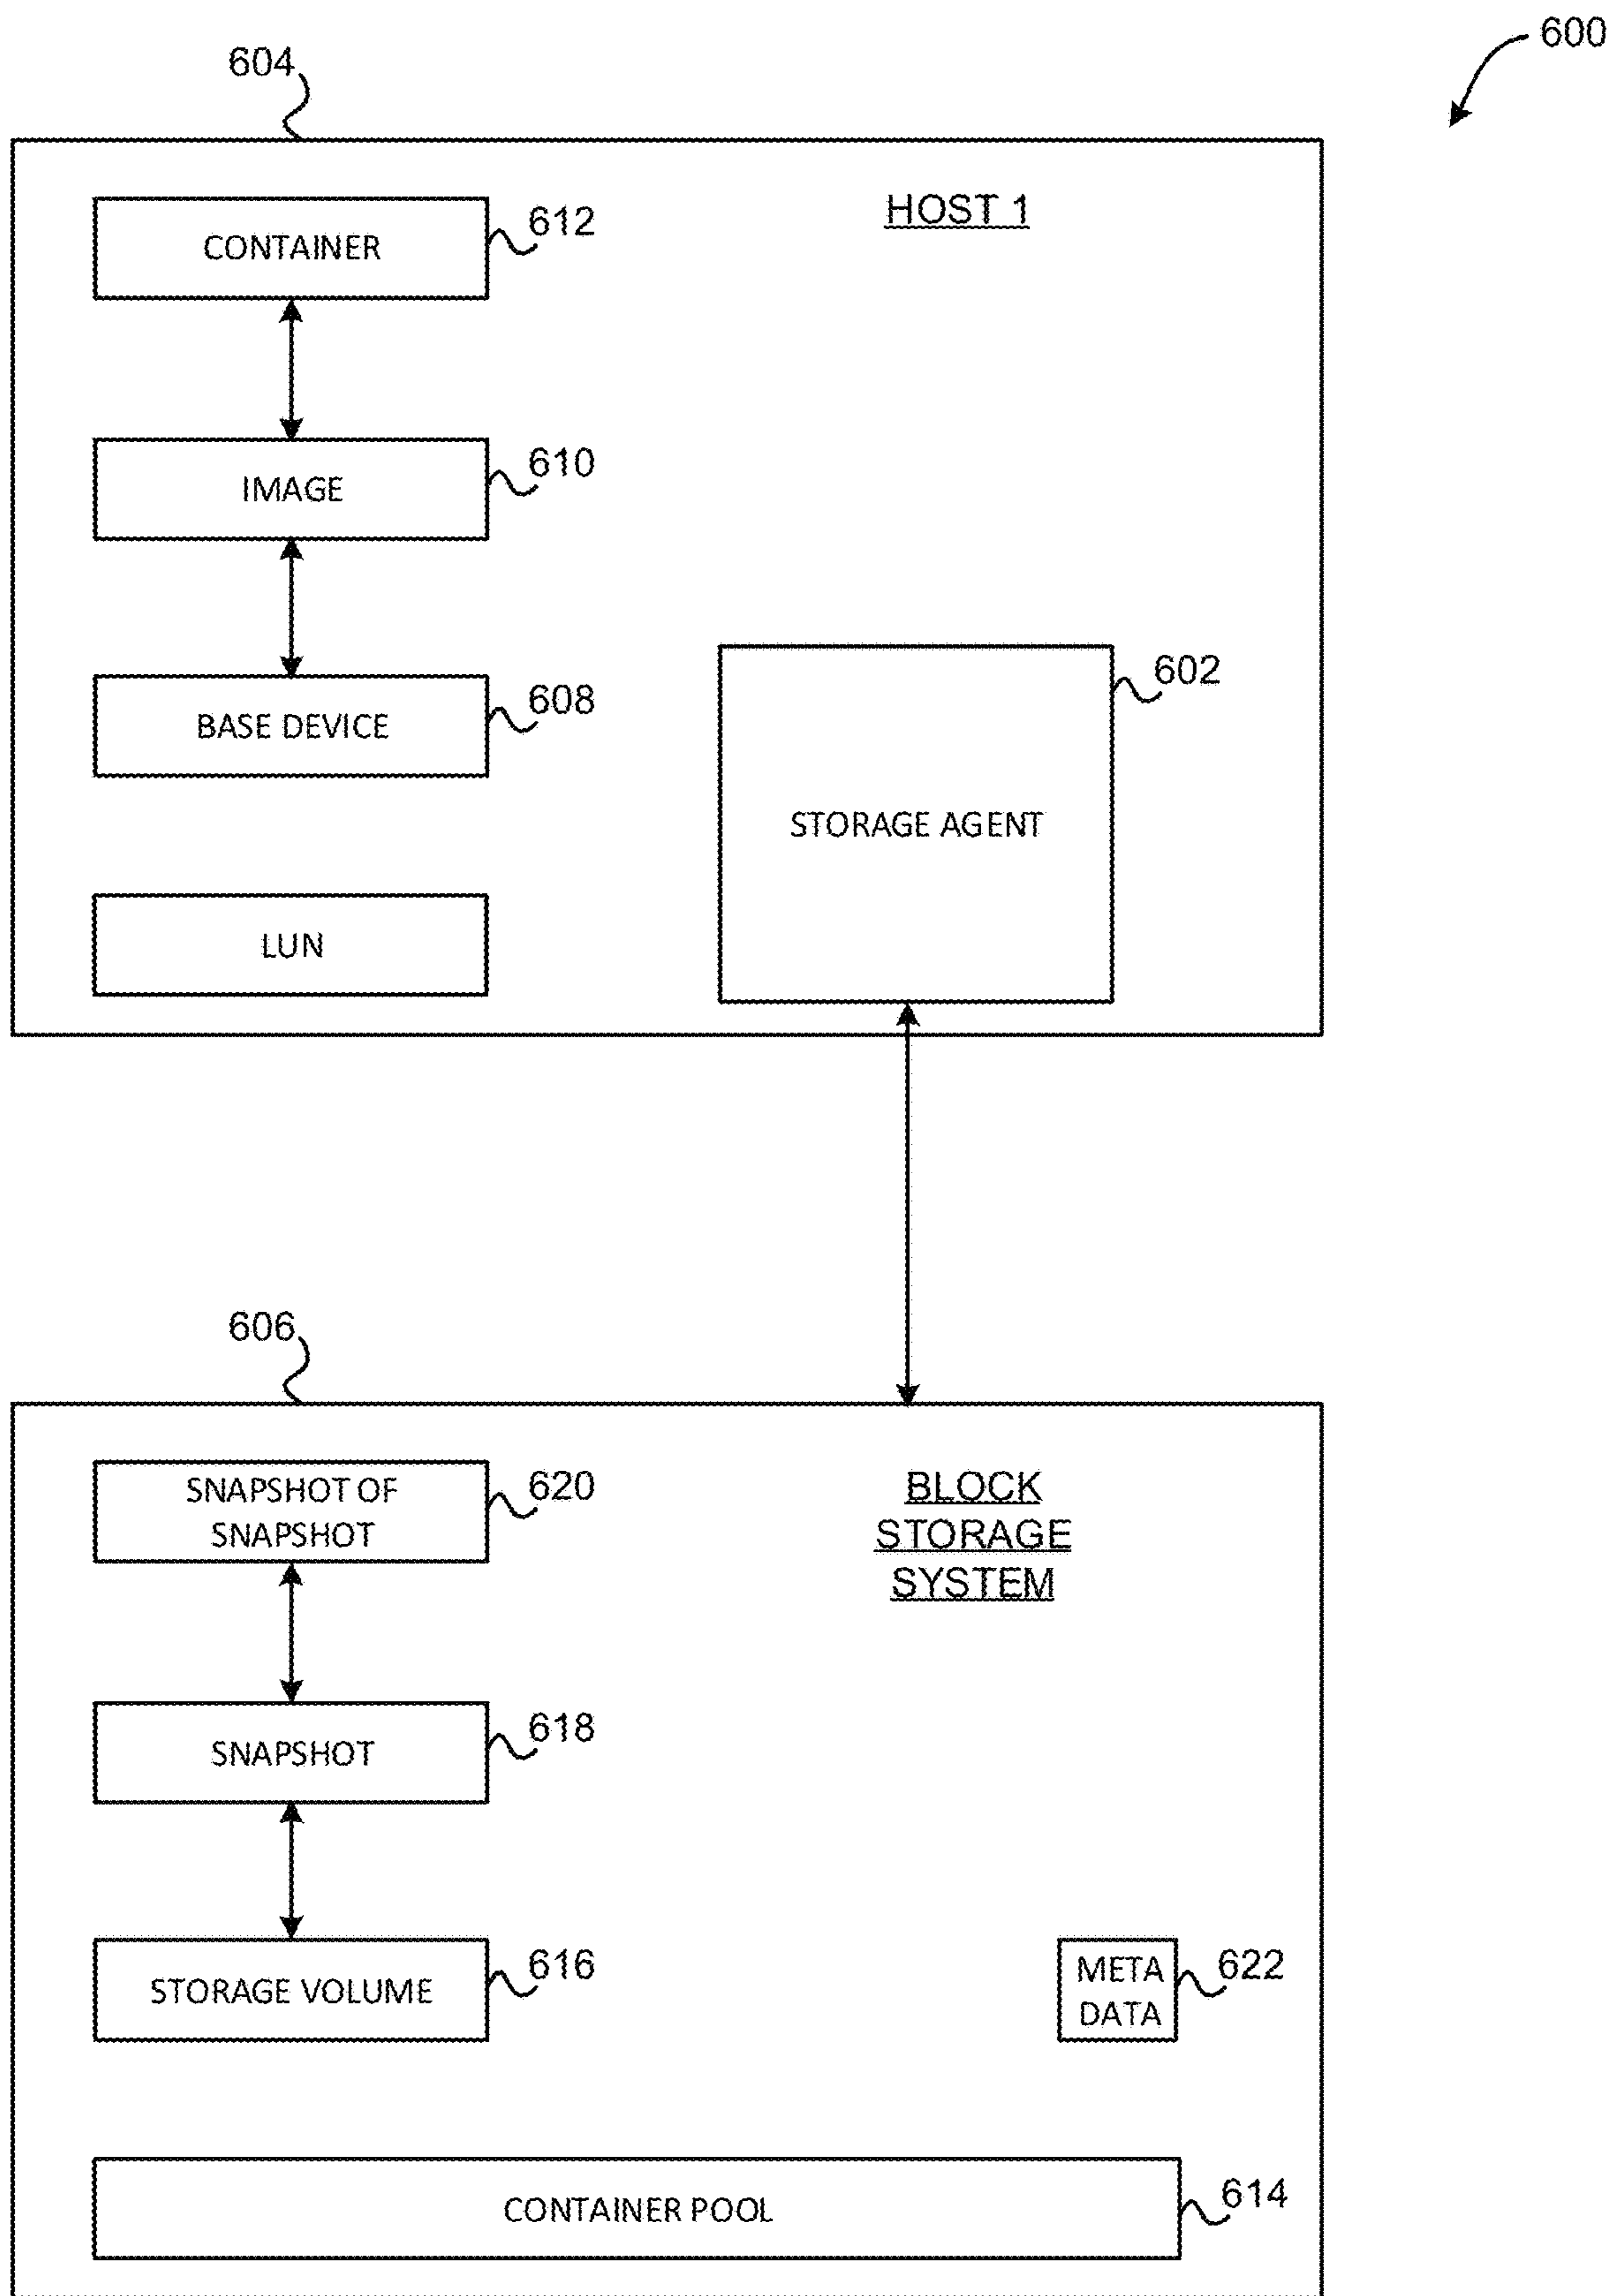 600
604
HOST 1
612
CONTAINER
610
IMAGE
602
608
BASE DEVICE
STORAGE AGENT
LUN
606
620
SNAPSHOT OF
SNAPSHOT
BLOCK
STORAGE
SYSTEM
618
SNAPSHOT
616
STORAGE VOLUME
META
DATA
622
614
CONTAINER POOL